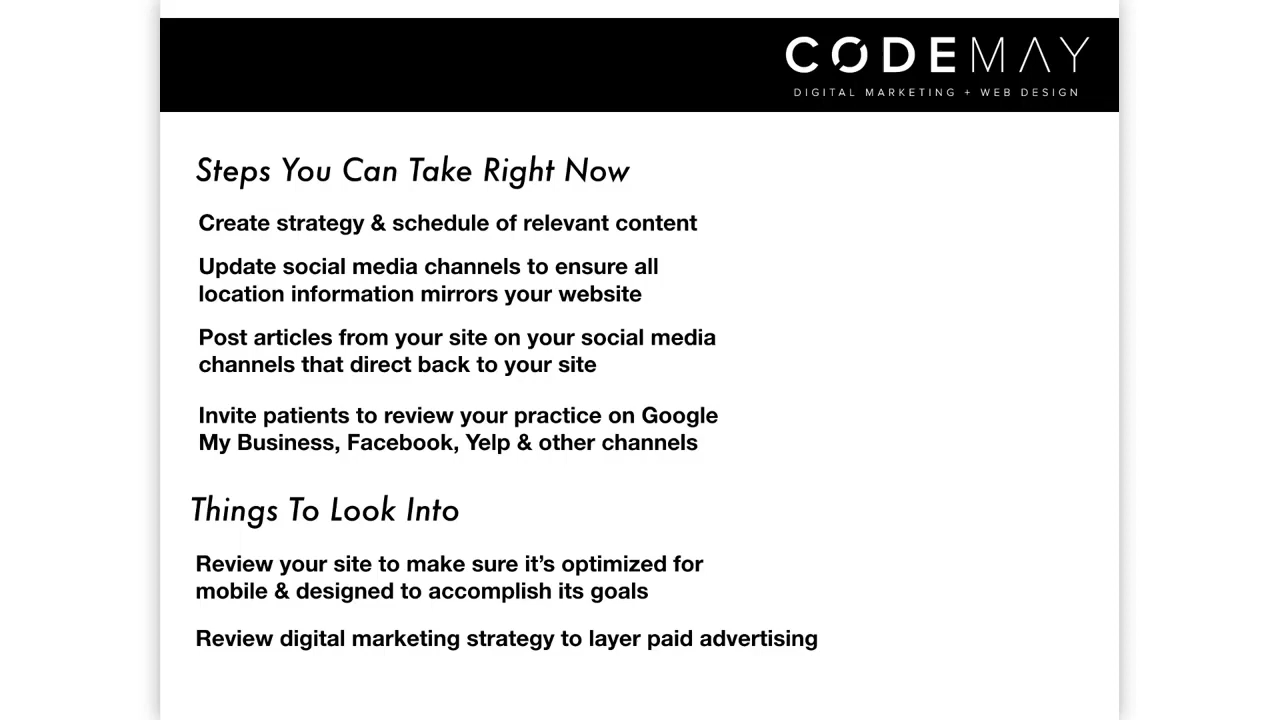 CODEMAY
DIGITAL MARKETING + WEB DESIGN
Steps You Can Take Right Now
Create strategy & schedule of relevant content
Update social media channels to ensure all
location information mirrors your website
Post articles from your site on your social media
channels that direct back to your site
Invite patients to review your practice on Google
My Business, Facebook, Yelp & other channels
Things To Look Into
Review your site to make sure it’s optimized for
mobile & designed to accomplish its goals
Review digital marketing strategy to layer paid advertising